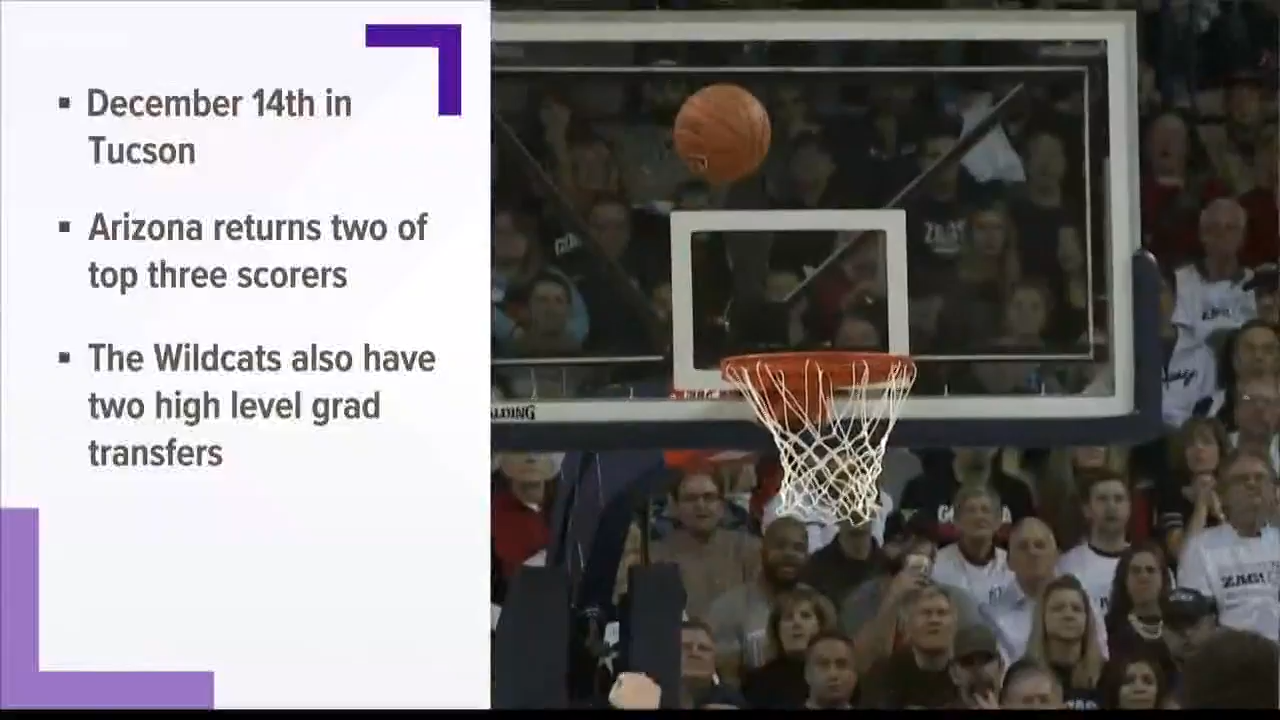 ▪ December 14th in
Tucson
▪ Arizona returns two of
top three scorers
▪ The Wildcats also have
two high level grad
transfers
ALDING